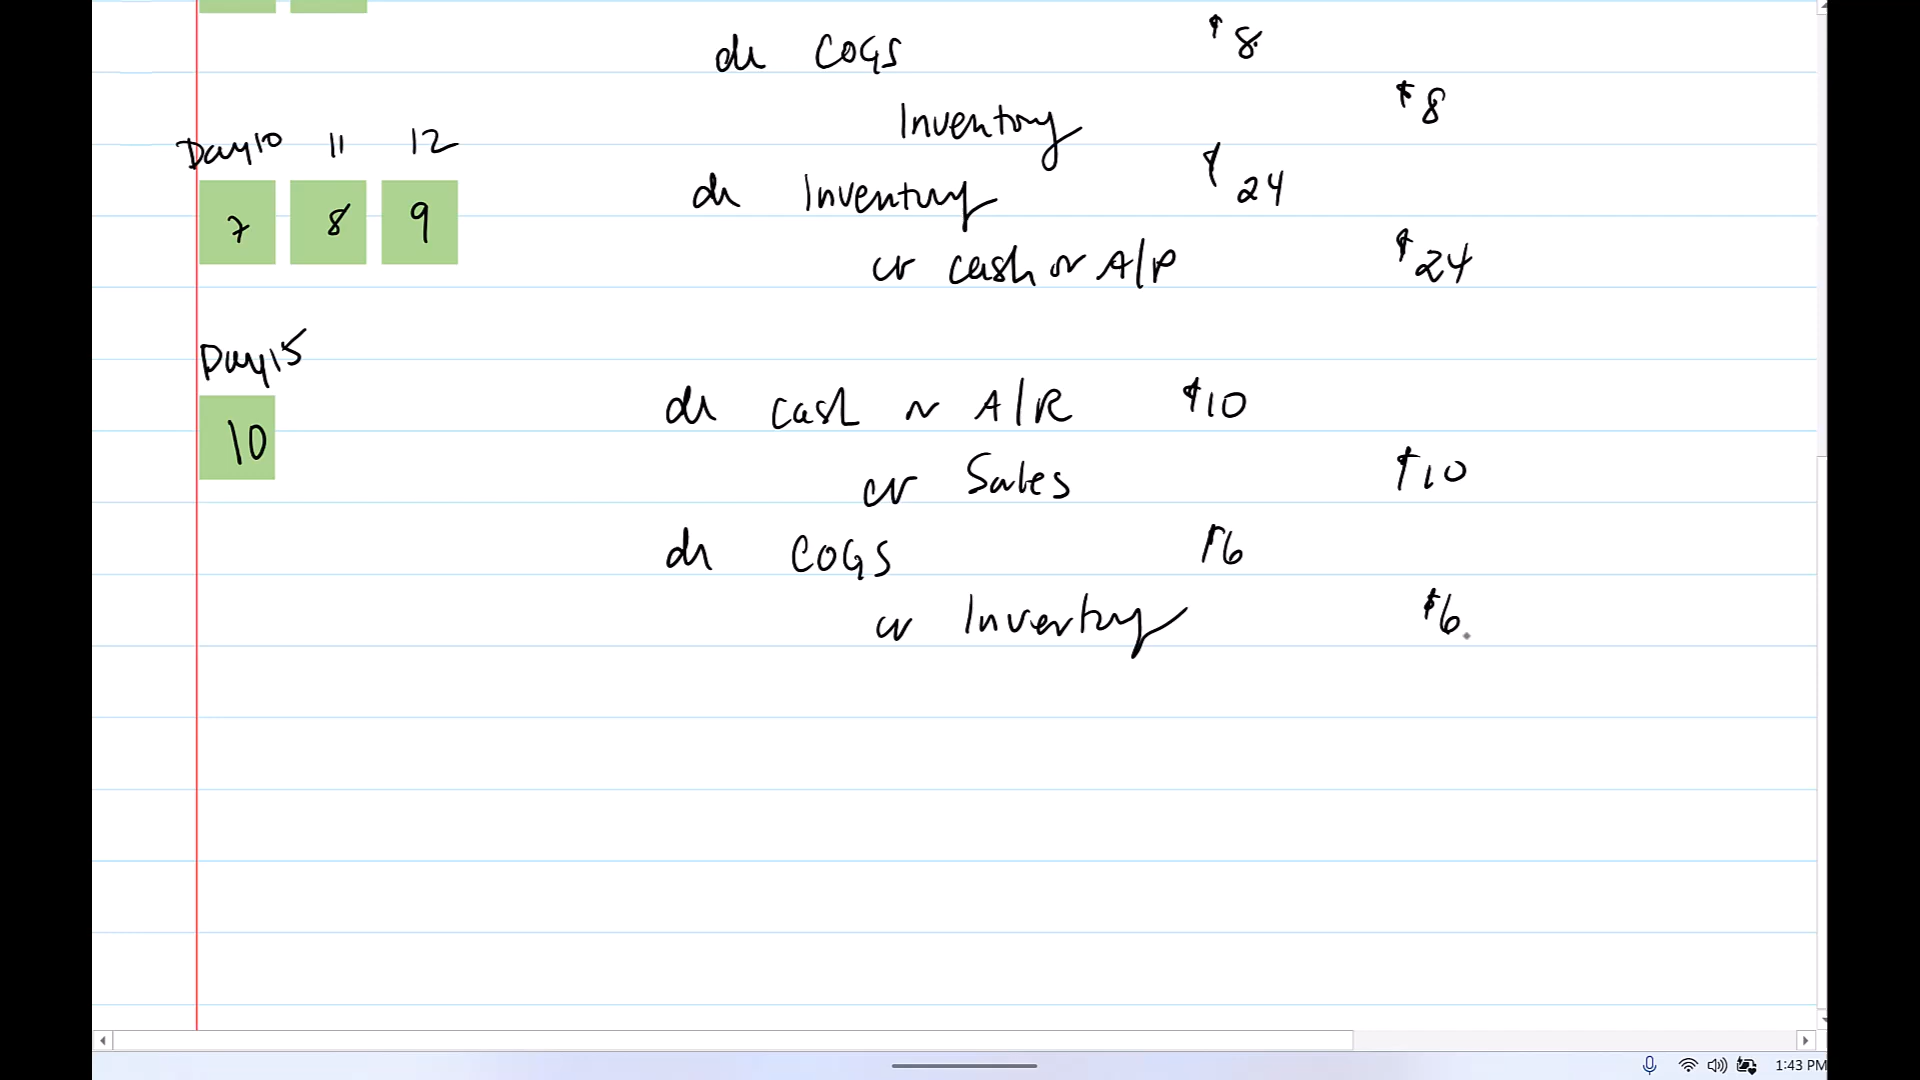 dr COGS $8
Inventory $8
Day 10 11 12
7 8 9
dr Inventory $24
cr cash or A/P $24
Day 15
10
dr cash or A/R $10
cr Sales $10
dr COGS $6
cr Inventory $6
1:43 PM